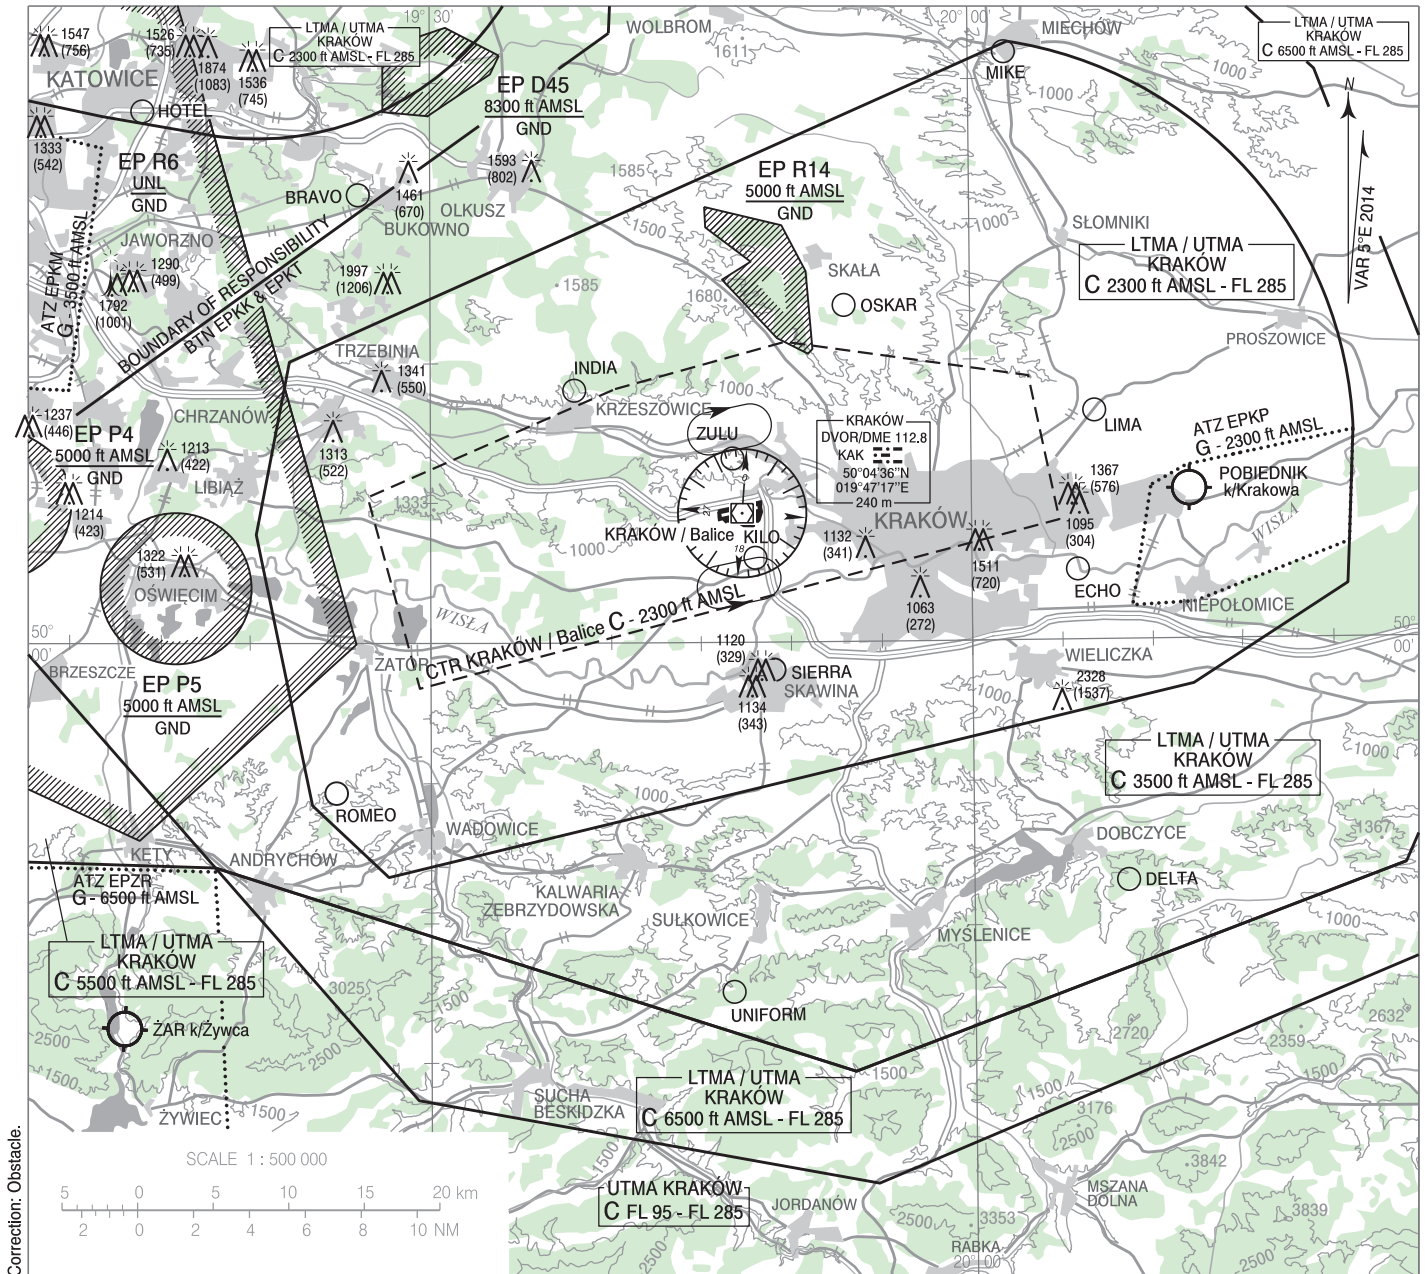 19° 30'
20° 00'
1547
(756)
1526
(735)
1874
(1083)
1536
(745)
LTMA / UTMA
KRAKÓW
C 2300 ft AMSL - FL 285
WOLBROM
1611
MIECHÓW
MIKE
LTMA / UTMA
KRAKÓW
C 6500 ft AMSL - FL 285
1000
1000
KATOWICE
HOTEL
EP D45
8300 ft AMSL
GND
N
VAR 5°E 2014
1333
(542)
EP R6
UNL
GND
BRAVO
1461
(670)
1593
(802)
OLKUSZ
BUKOWNO
1585
1500
EP R14
5000 ft AMSL
GND
1000
SŁOMNIKI
LTMA / UTMA
KRAKÓW
C 2300 ft AMSL - FL 285
ATZ EPKM
G - 3500 ft AMSL
JAWORZNO
1290
(499)
1792
(1001)
1997
(1206)
BOUNDARY OF RESPONSIBILITY
BTN EPKK & EPKT
1585
1680
SKAŁA
OSKAR
1000
PROSZOWICE
TRZEBINIA
1341
(550)
INDIA
1000
KRZESZOWICE
ZULU
KRAKÓW
DVOR/DME 112.8
KAK
50°04'36"N
019°47'17"E
240 m
LIMA
ATZ EPKP
G - 2300 ft AMSL
1237
(446)
EP P4
5000 ft AMSL
GND
CHRZANÓW
1213
(422)
LIBIĄŻ
1313
(522)
1214
(423)
1333
1000
KRAKÓW / Balice
KILO
0
18
KRAKÓW
1132
(341)
1367
(576)
1095
(304)
POBIEDNIK
k/Krakowa
WISŁA
1322
(531)
OŚWIĘCIM
1511
(720)
1063
(272)
ECHO
NIEPOŁOMICE
WISŁA
CTR KRAKÓW / Balice C - 2300 ft AMSL
50°
00'
50°
00'
BRZESZCZE
ZATOR
1120
(329)
SIERRA
SKAWINA
1134
(343)
WIELICZKA
2328
(1537)
1000
EP P5
5000 ft AMSL
GND
LTMA / UTMA
KRAKÓW
C 3500 ft AMSL - FL 285
1000
ROMEO
1000
WADOWICE
DOBCZYCE
1367
KĘTY
ANDRYCHÓW
ATZ EPZR
G - 6500 ft AMSL
KALWARIA
ZEBRZYDOWSKA
SUŁKOWICE
DELTA
MYŚLENICE
1000
LTMA / UTMA
KRAKÓW
C 5500 ft AMSL - FL 285
3025
1500
UNIFORM
2632
2720
2359
ŻAR k/Żywca
2500
2500
1500
1500
1500
1500
ŻYWIEC
1500
SUCHA
BESKIDZKA
LTMA / UTMA
KRAKÓW
C 6500 ft AMSL - FL 285
3176
2500
3842
1500
UTMA KRAKÓW
C FL 95 - FL 285
JORDANÓW
MSZANA
DOLNA
2500
3353
3839
RABKA
20° 00'
2500
2500
SCALE 1 : 500 000
5 0 5 10 15 20 km
2 0 2 4 6 8 10 NM
Correction: Obstacle.